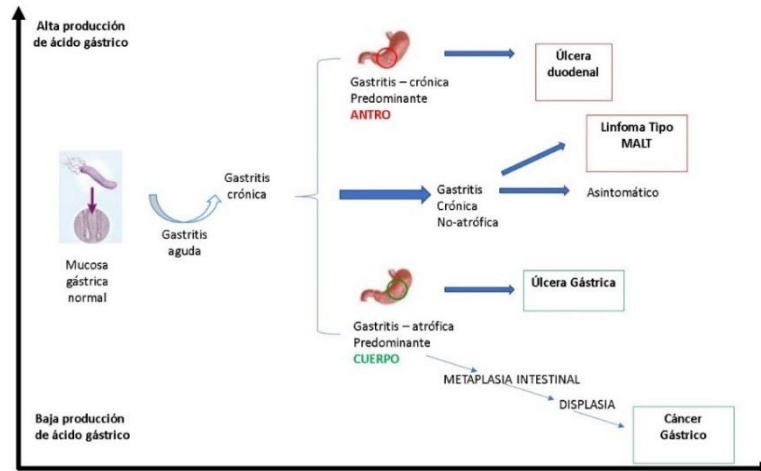 Alta producción
de ácido gástrico
Mucosa
gástrica
normal
Gastritis
aguda
Gastritis
crónica
Gastritis – crónica
Predominante
ANTRO
Úlcera
duodenal
Gastritis
Crónica
No-atrófica
Linfoma Tipo
MALT
Asintomático
Gastritis – atrófica
Predominante
CUERPO
Úlcera Gástrica
METAPLASIA INTESTINAL
DISPLASIA
Cáncer
Gástrico
Baja producción
de ácido gástrico